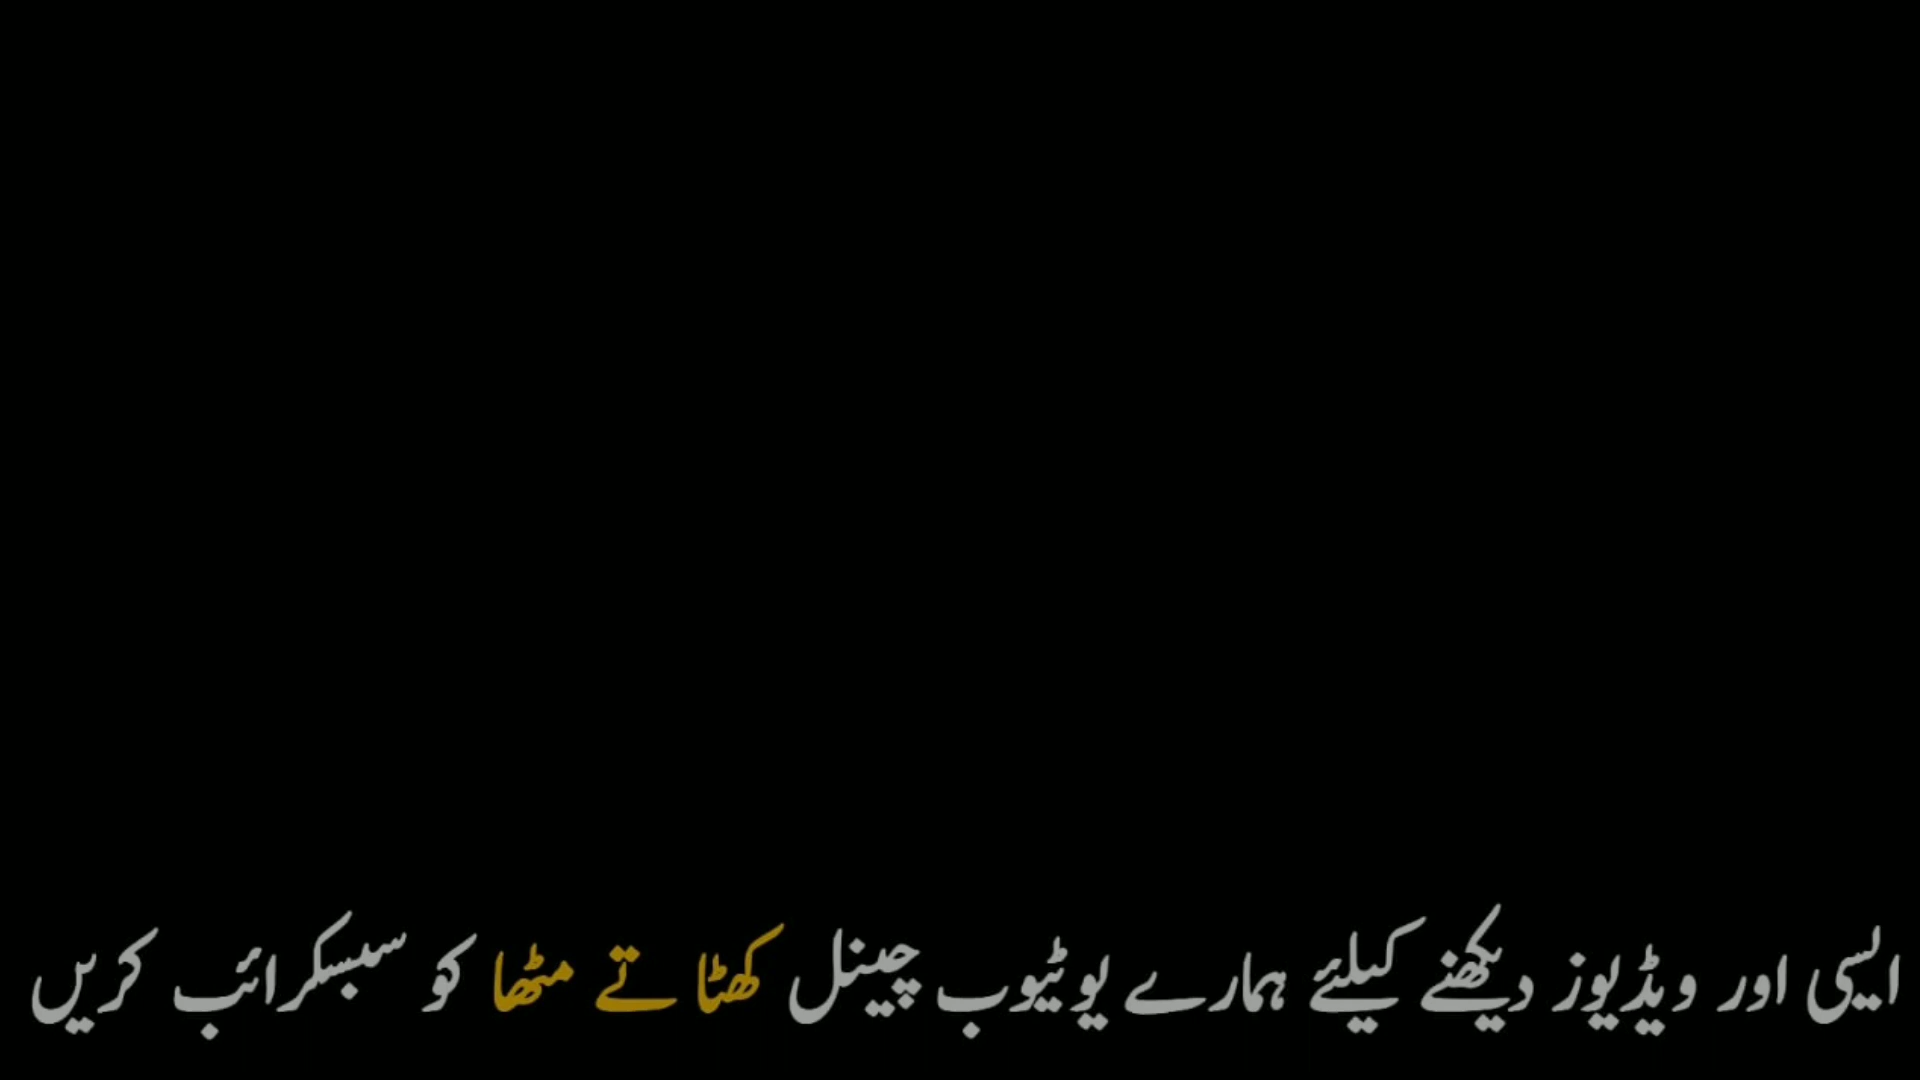 ایسی اور ویڈیوز دیکھنے کیلئے ہمارے یوٹیوب چینل کھٹا تے مٹھا کو سبسکرائب کریں